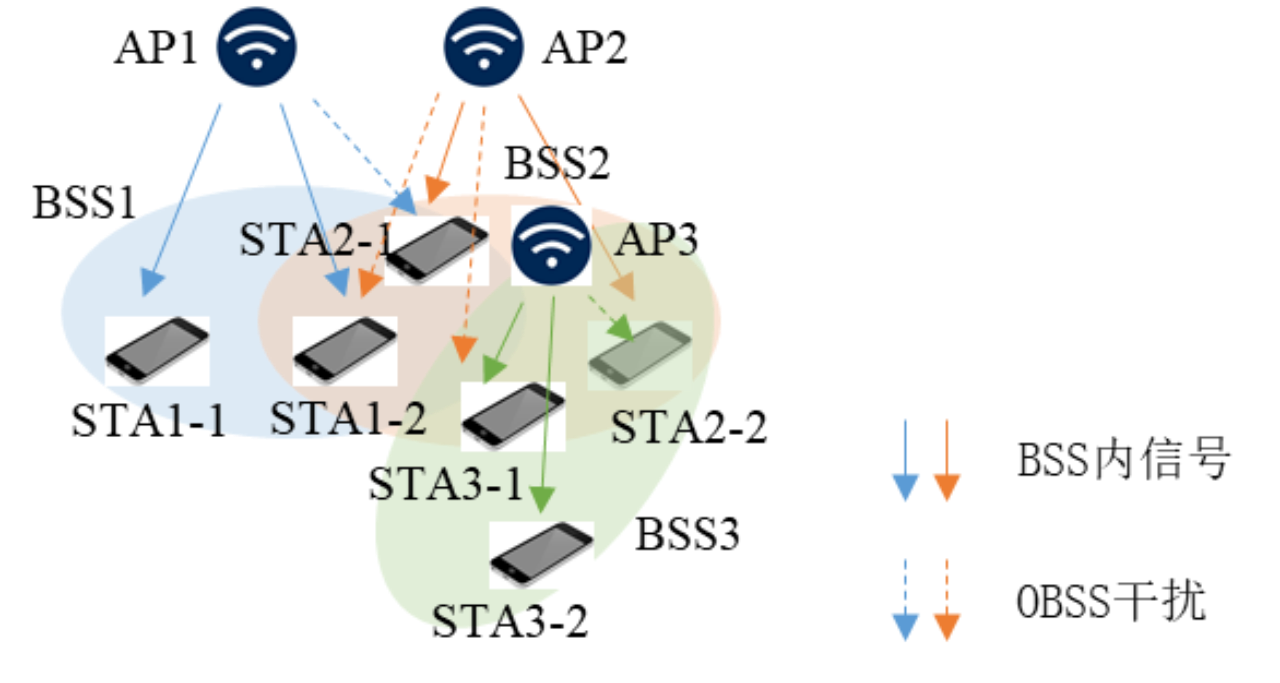 AP1
AP2
BSS2
BSS1
STA2-1
AP3
STA1-1
STA1-2
STA2-2
STA3-1
BSS3
STA3-2
BSS内信号
OBSS干扰